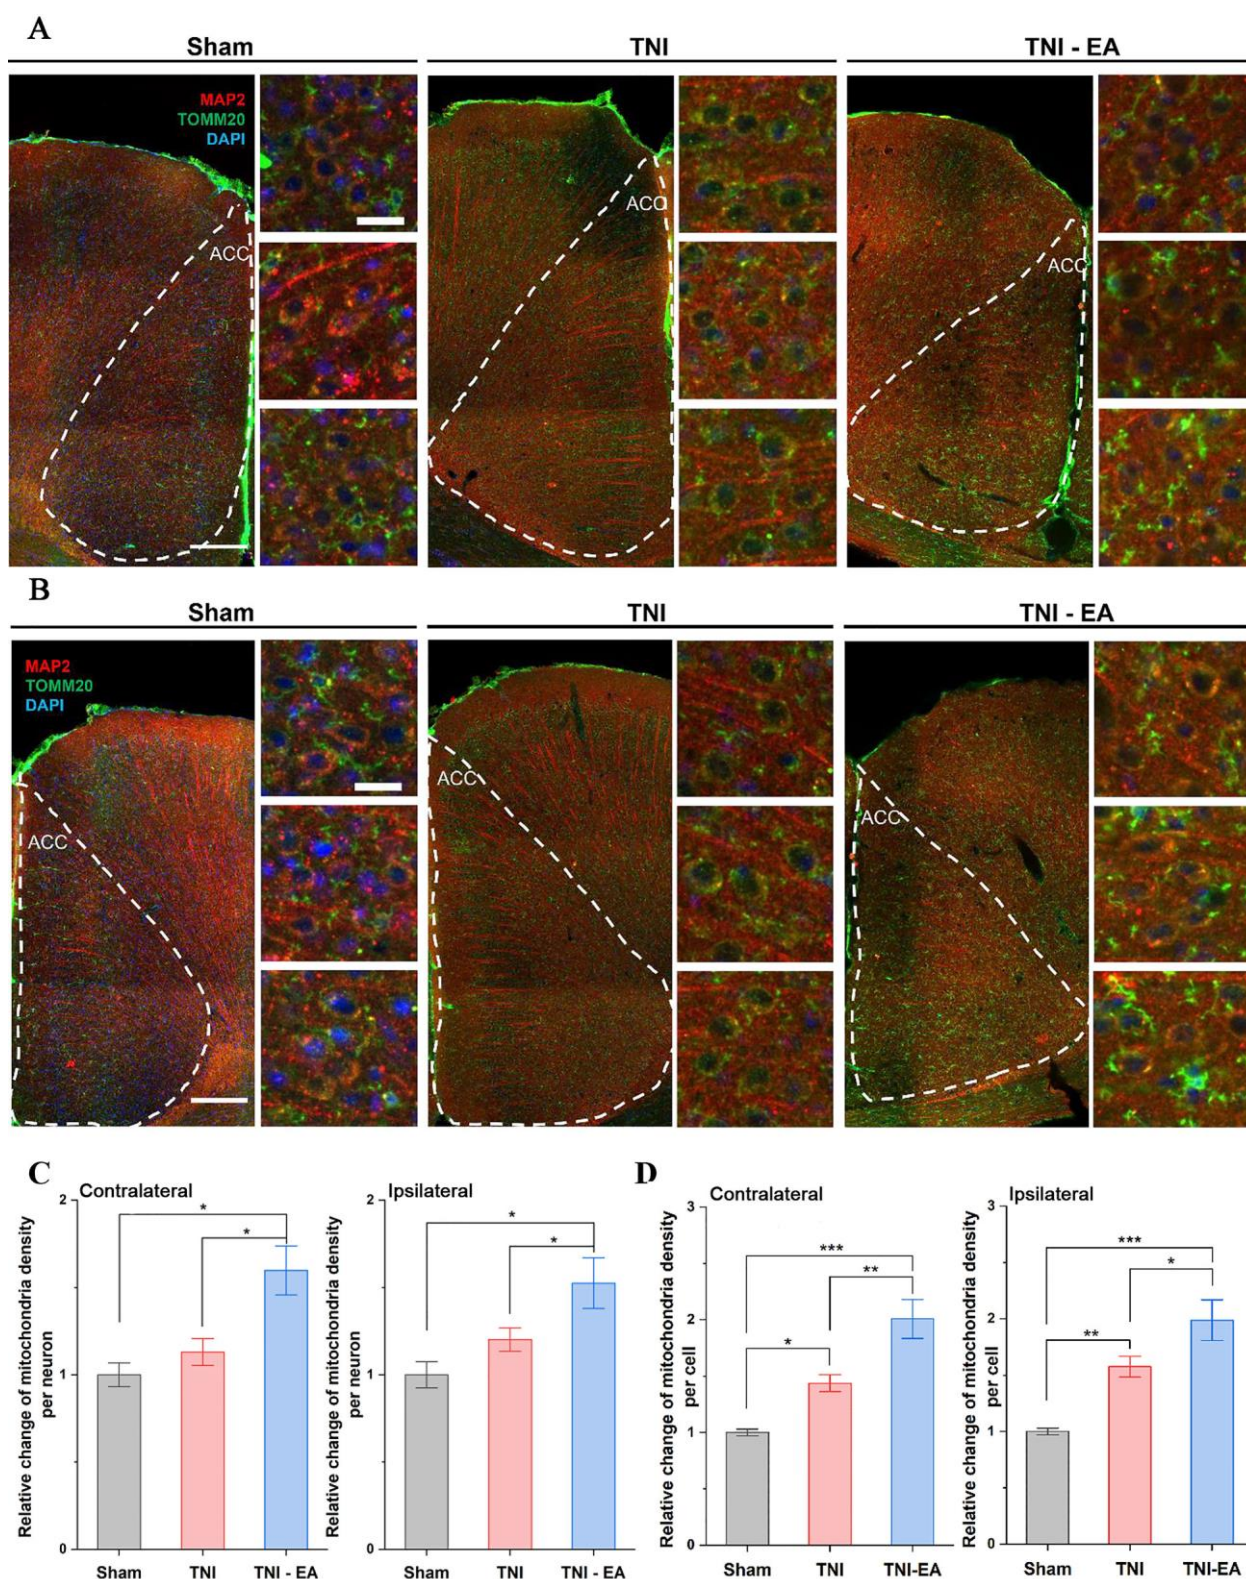 A
Sham
TNI
TNI - EA
MAP2
TOMM20
DAPI
ACC
ACC
ACC
B
Sham
TNI
TNI - EA
MAP2
TOMM20
DAPI
ACC
ACC
ACC
C
Contralateral
Relative change of mitochondria density
per neuron
2
1
0
*
*
Sham
TNI
TNI - EA
Ipsilateral
Relative change of mitochondria density
per neuron
2
1
0
*
*
Sham
TNI
TNI - EA
D
Contralateral
Relative change of mitochondria density
per cell
3
2
1
0
***
**
*
Sham
TNI
TNI-EA
Ipsilateral
Relative change of mitochondria density
per cell
3
2
1
0
***
*
**
Sham
TNI
TNI-EA